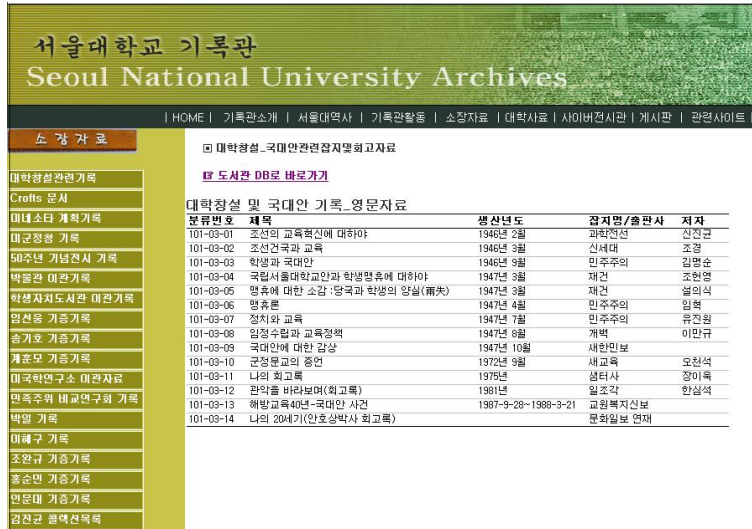 서울대학교 기록관
Seoul National University Archives
| HOME | 기록관소개 | 서울대역사 | 기록관활동 | 소장자료 | 대학사료 | 사이버전시관 | 게시판 | 관련사이트 |
소장자료
대학창설관련기록
Crofts 문서
미네소타 계획기록
미군정청 기록
50주년 기념전시 기록
박물관 이관기록
학생자치도서관 이관기록
임선웅 기증기록
송기호 기증기록
계훈모 기증기록
미국학연구소 이관자료
민족주위 비교연구회 기록
박일 기록
이혜구 기록
조완규 기증기록
홍순민 기증기록
인문대 기증기록
김진균 콜렉션목록
대학창설_국대안관련잡지및회고자료
☞ 도서관 DB로 바로가기
대학창설 및 국대안 기록_영문자료
분류번호 제목 생산년도 잡지명/출판사 저자
101-03-01 조선의 교육혁신에 대하야 1946년 2월 과학전선 신진균
101-03-02 조선건국과 교육 1946년 3월 신세대 조경
101-03-03 학생과 국대안 1946년 9월 민주주의 김명순
101-03-04 국립서울대학교안과 학생맹휴에 대하야 1947년 3월 재건 조현영
101-03-05 맹휴에 대한 소감 :당국과 학생의 양실(兩失) 1947년 3월 재건 설의식
101-03-06 맹휴론 1947년 4월 민주주의 임혁
101-03-07 정치와 교육 1947년 7월 민주주의 유진원
101-03-08 임정수립과 교육정책 1947년 8월 개벽 이만규
101-03-09 국대안에 대한 감상 1947년 10월 새한민보
101-03-10 군정문교의 증언 1972년 9월 새교육 오천석
101-03-11 나의 회고록 1975년 샘터사 장이욱
101-03-12 관악을 바라보며(회고록) 1981년 일조각 한심석
101-03-13 해방교육40년-국대안 사건 1987-9-28~1988-3-21 교원복지신보
101-03-14 나의 20세기(안호상박사 회고록) 문화일보 연재